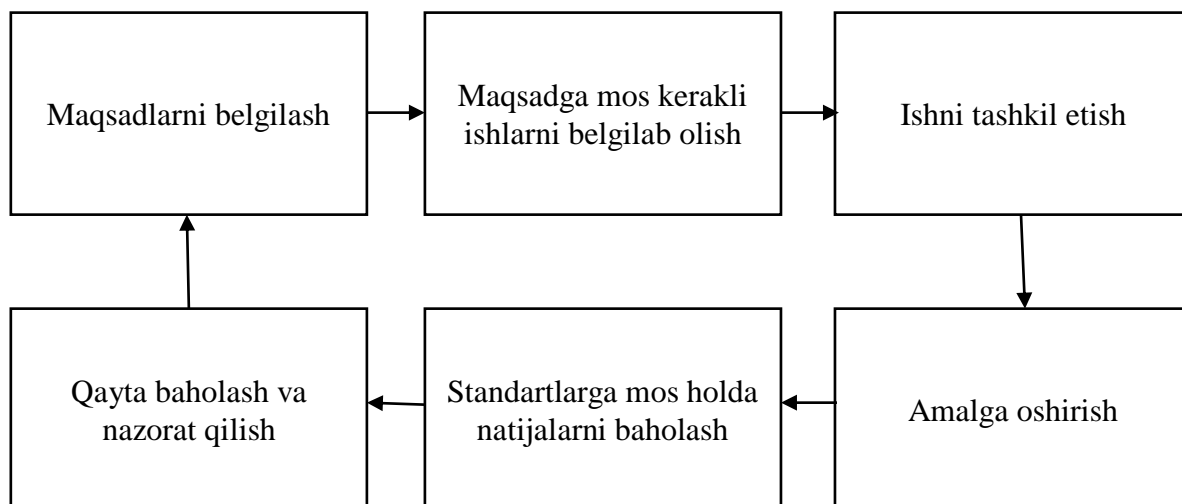 Maqsadlarni belgilash
Maqsadga mos kerakli
ishlarni belgilab olish
Ishni tashkil etish
Qayta baholash va
nazorat qilish
Standartlarga mos holda
natijalarni baholash
Amalga oshirish